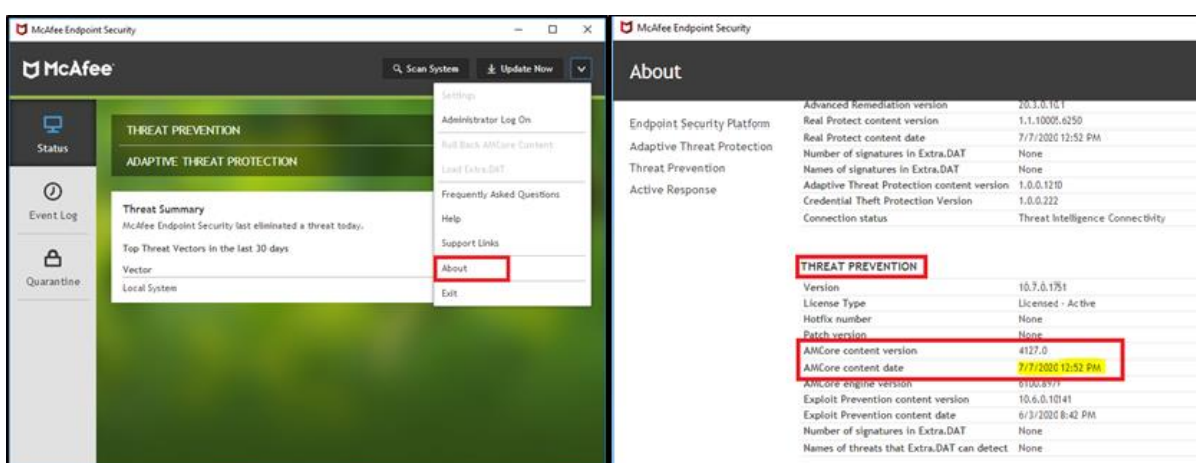 McAfee Endpoint Security
McAfee
Scan System
Update Now
Settings
Administrator Log On
Roll Back AMCore Content
Load Extra.DAT
Frequently Asked Questions
Help
Support Links
About
Exit
Status
Event Log
Quarantine
THREAT PREVENTION
ADAPTIVE THREAT PROTECTION
Threat Summary
McAfee Endpoint Security last eliminated a threat today.
Top Threat Vectors in the last 30 days
Vector
Local System
McAfee Endpoint Security
About
Endpoint Security Platform
Adaptive Threat Protection
Threat Prevention
Active Response
Advanced Remediation version 20.3.0.10.1
Real Protect content version 1.1.10005.6250
Real Protect content date 7/7/2020 12:52 PM
Number of signatures in Extra.DAT None
Names of signatures in Extra.DAT None
Adaptive Threat Protection content version 1.0.0.1210
Credential Theft Protection Version 1.0.0.222
Connection status Threat Intelligence Connectivity
THREAT PREVENTION
Version 10.7.0.1751
License Type Licensed - Active
Hotfix number None
Patch version None
AMCore content version 4127.0
AMCore content date 7/7/2020 12:52 PM
AMCore engine version
Exploit Prevention content version 10.6.0.10141
Exploit Prevention content date 6/3/2020 8:42 PM
Number of signatures in Extra.DAT None
Names of threats that Extra.DAT can detect None